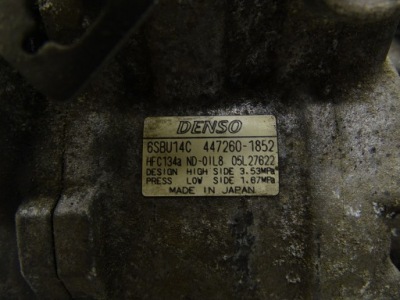 DENSO
6SBU14C 447260-1852
HFC134a ND-OIL8 05L27622
DESIGN HIGH SIDE 3.53MPa
PRESS LOW SIDE 1.67MPa
MADE IN JAPAN